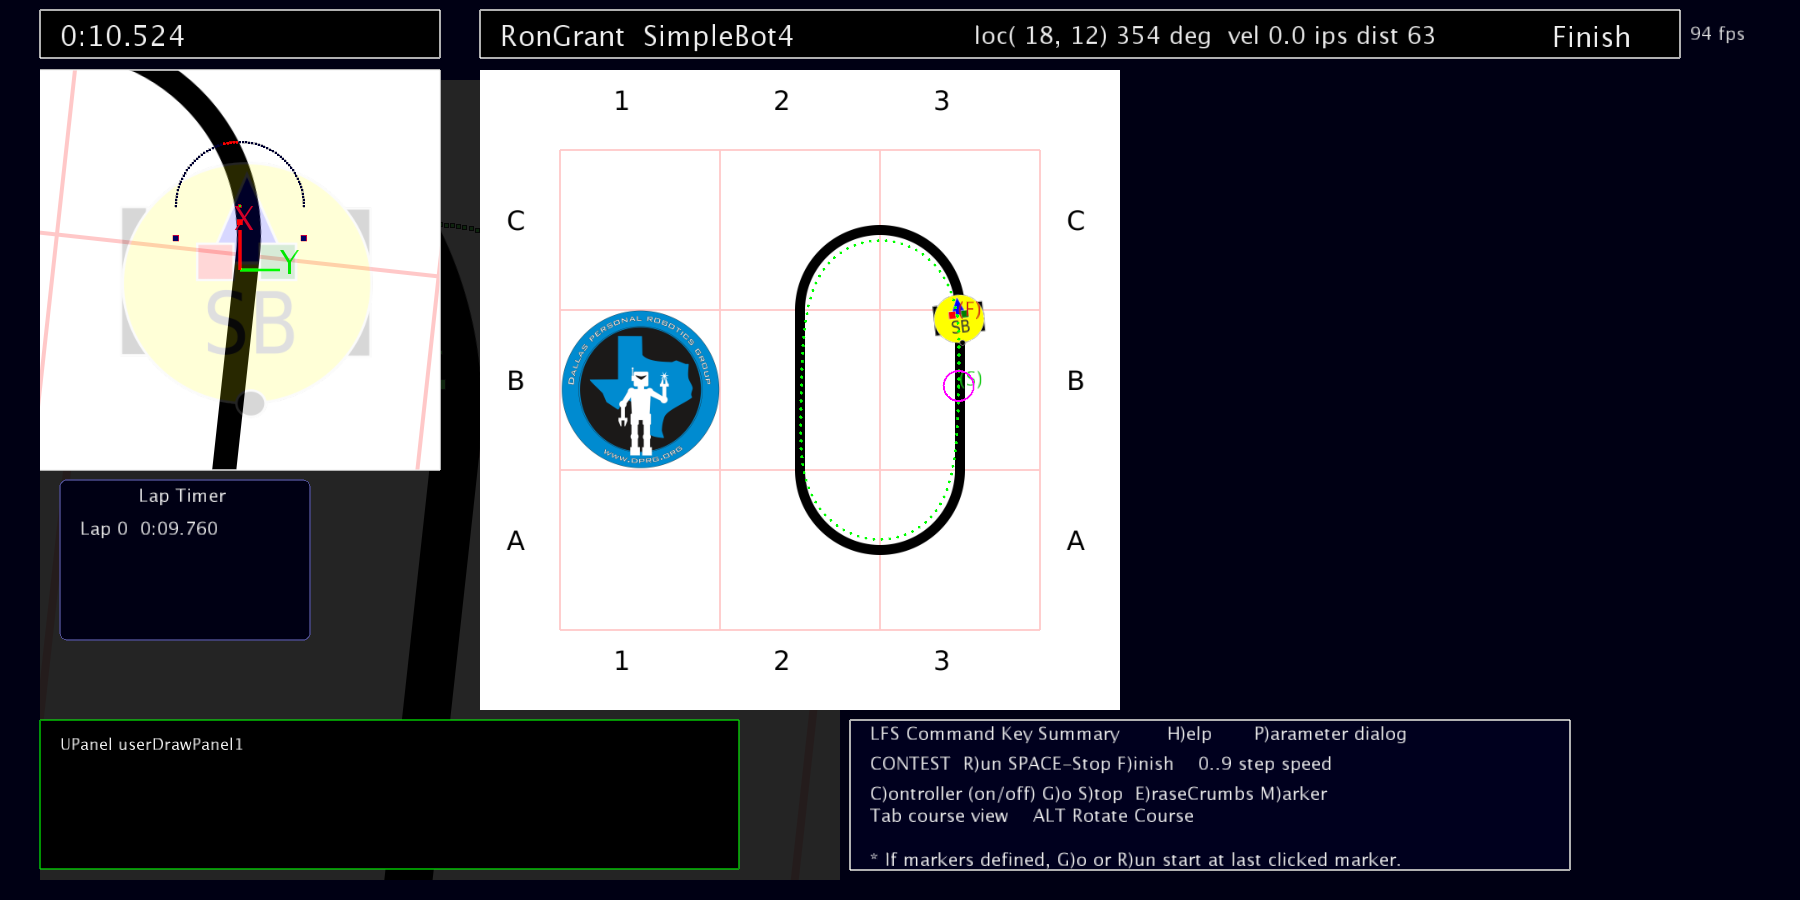 0:10.524
RonGrant SimpleBot4
loc( 18, 12) 354 deg vel 0.0 ips dist 63
Finish
94 fps
X
Y
SB
Lap Timer
Lap 0 0:09.760
1 2 3
C C
(F)
SB
DALLAS PERSONAL ROBOTICS GROUP
WWW.DPRG.ORG
B B
(S)
A A
1 2 3
UPanel userDrawPanel1
LFS Command Key Summary H)elp P)arameter dialog
CONTEST R)un SPACE-Stop F)inish 0..9 step speed
C)ontroller (on/off) G)o S)top E)raseCrumbs M)arker
Tab course view ALT Rotate Course
* If markers defined, G)o or R)un start at last clicked marker.